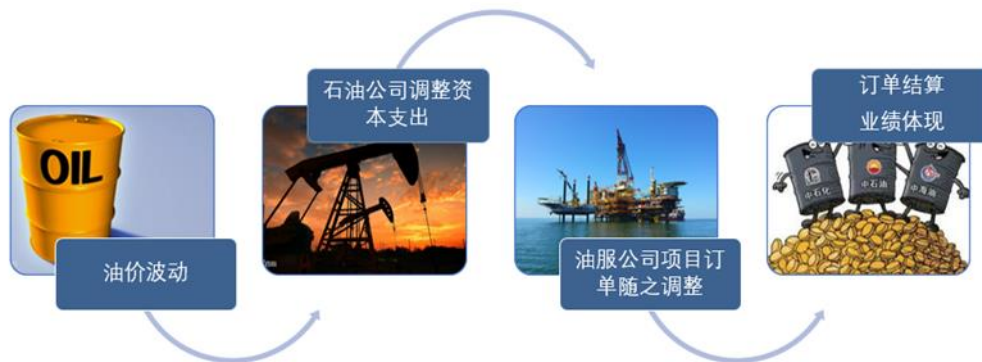 OIL
油价波动
石油公司调整资
本支出
油服公司项目订
单随之调整
订单结算
业绩体现
中石化
中石油
中海油